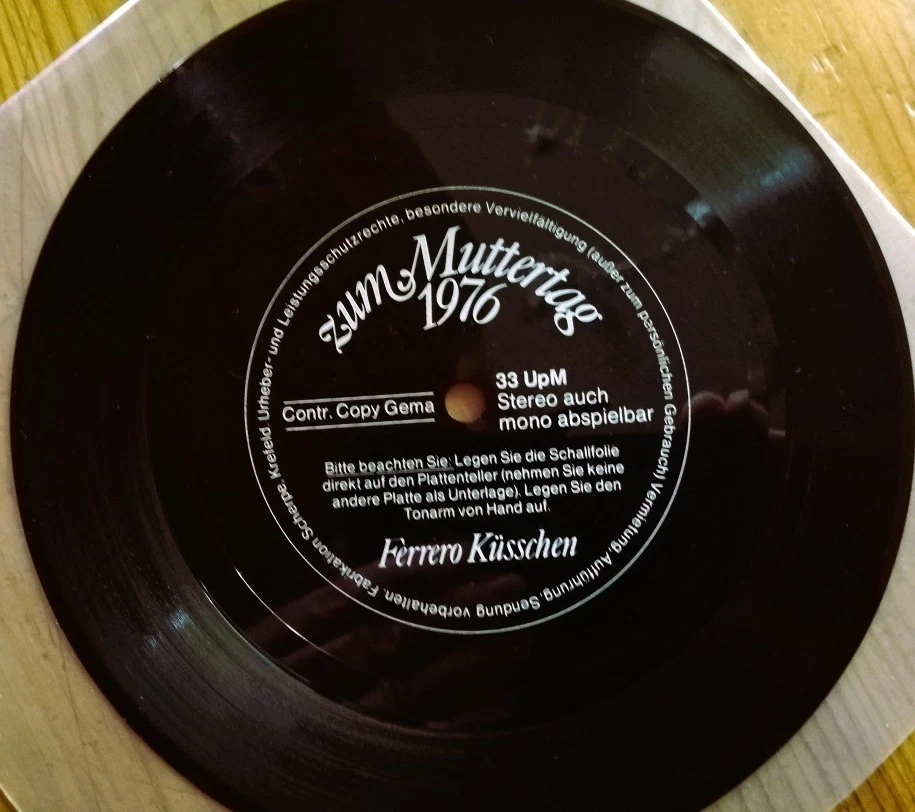 zum Muttertag
1976
Contr. Copy Gema
33 UpM
Stereo auch
mono abspielbar
Bitte beachten Sie: Legen Sie die Schallfolie
direkt auf den Plattenteller (nehmen Sie keine
andere Platte als Unterlage). Legen Sie den
Tonarm von Hand auf.
Ferrero Küsschen
Urheber- und Leistungsschutzrechte, besondere Vervielfältigung (außer zum persönlichen Gebrauch) Vermietung, Aufführung, Sendung vorbehalten. Fabrikation Scherpe, Krefeld.